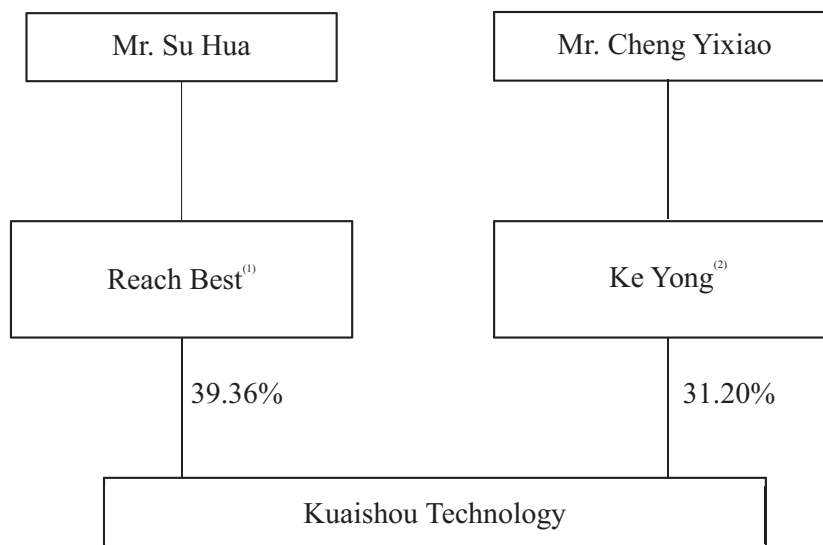 Mr. Su Hua
Mr. Cheng Yixiao
Reach Best(1)
Ke Yong(2)
39.36%
31.20%
Kuaishou Technology